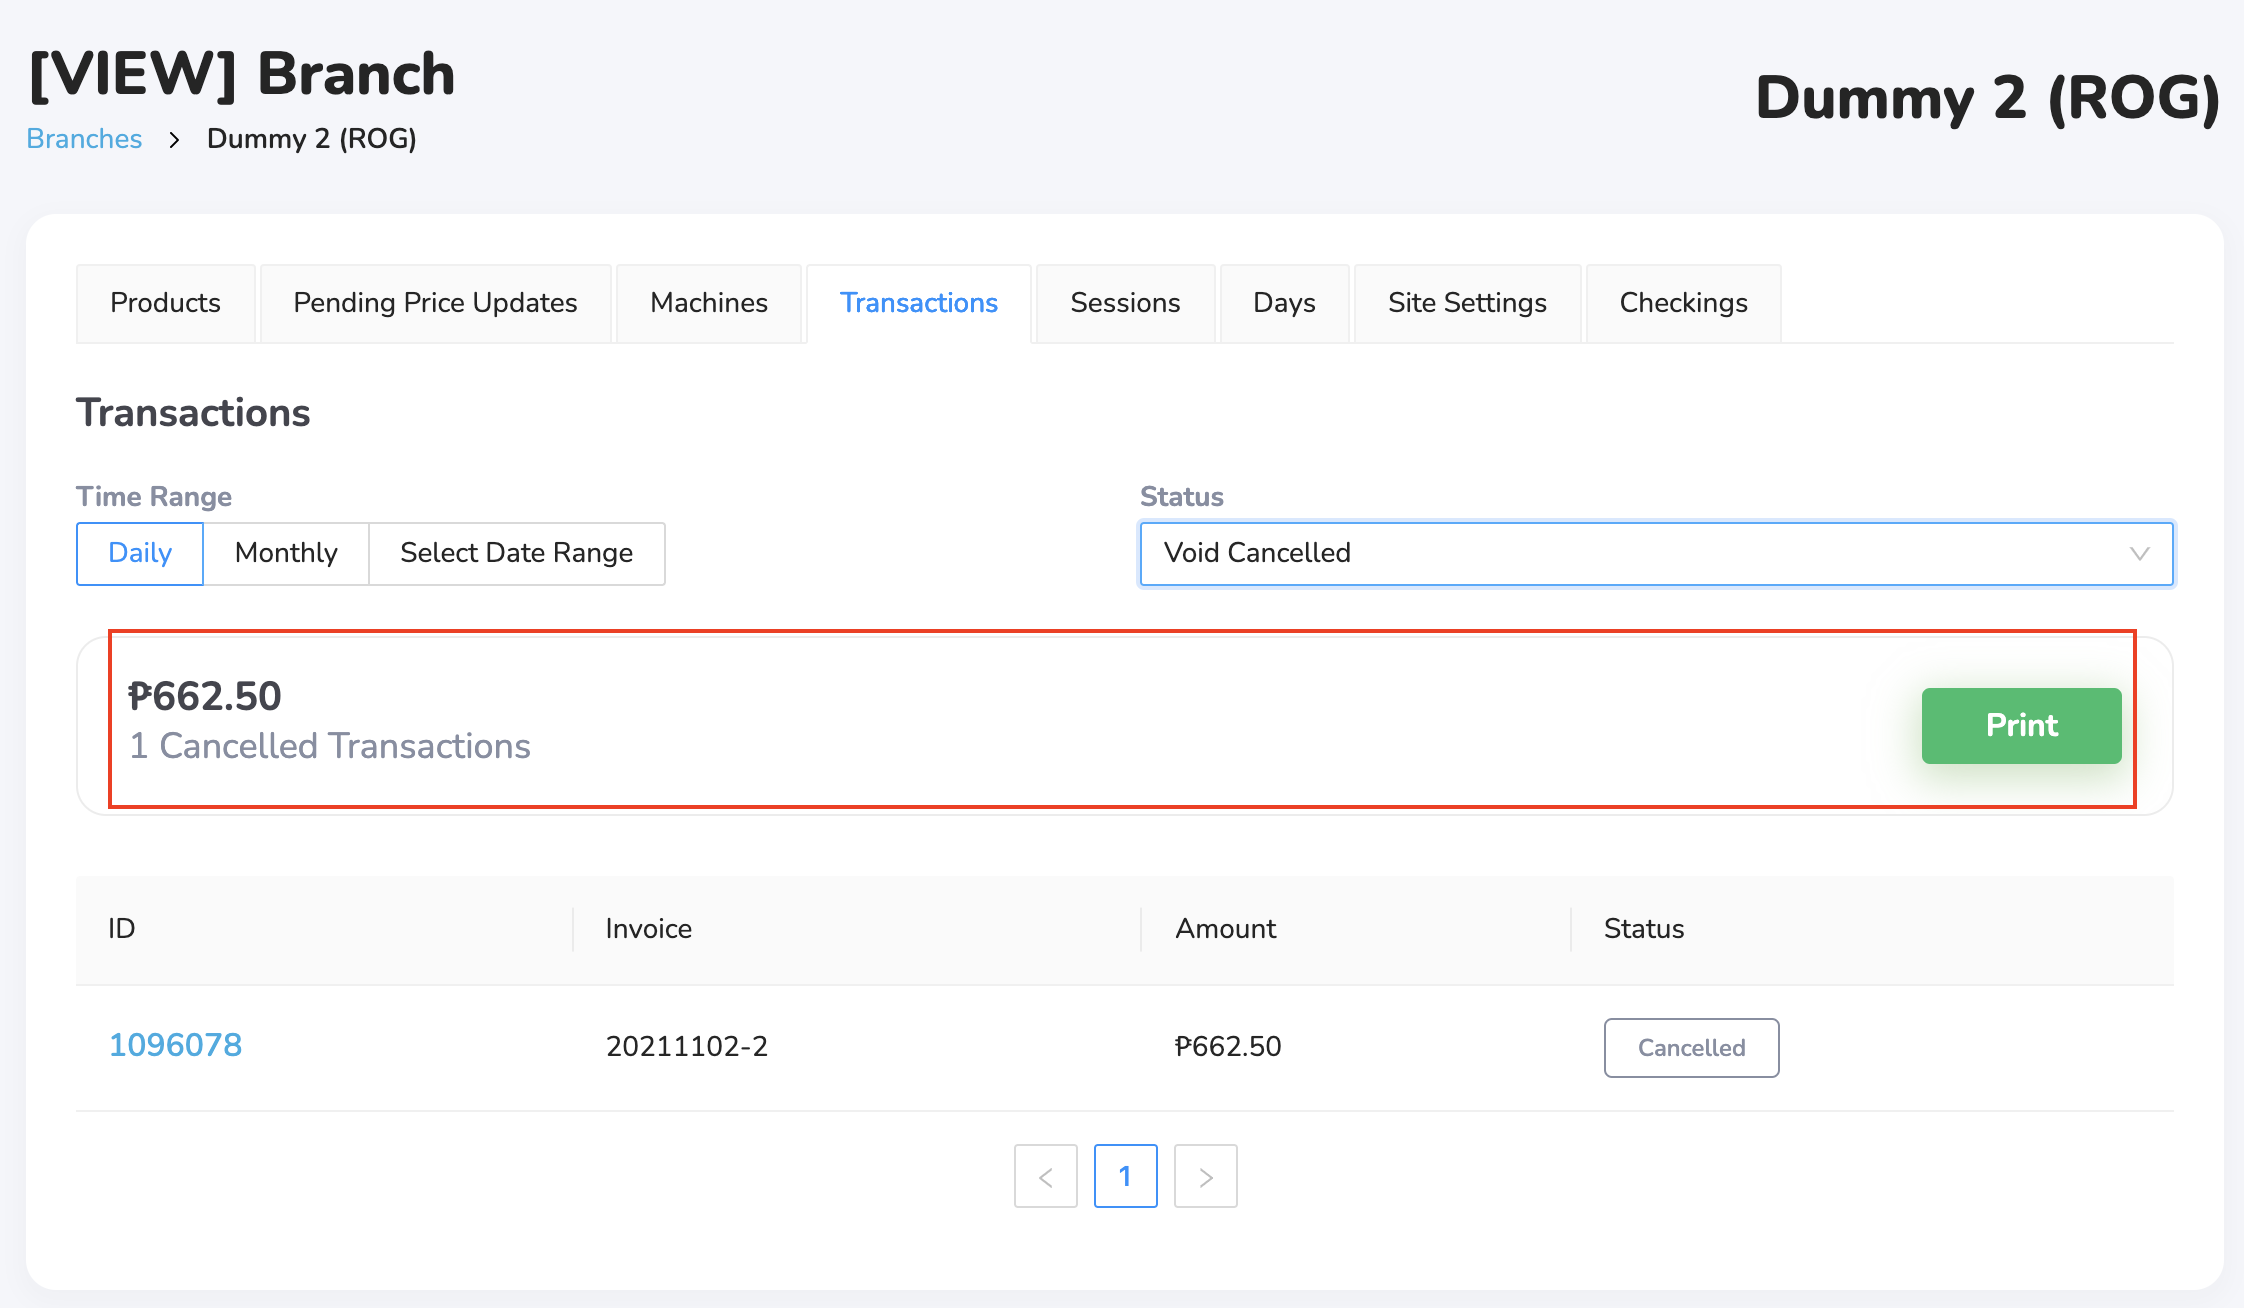 [VIEW] Branch
Dummy 2 (ROG)
Branches > Dummy 2 (ROG)
Products Pending Price Updates Machines Transactions Sessions Days Site Settings Checkings
Transactions
Time Range
Status
Daily Monthly Select Date Range
Void Cancelled
₱662.50
1 Cancelled Transactions
Print
ID Invoice Amount Status
1096078 20211102-2 ₱662.50 Cancelled
< 1 >